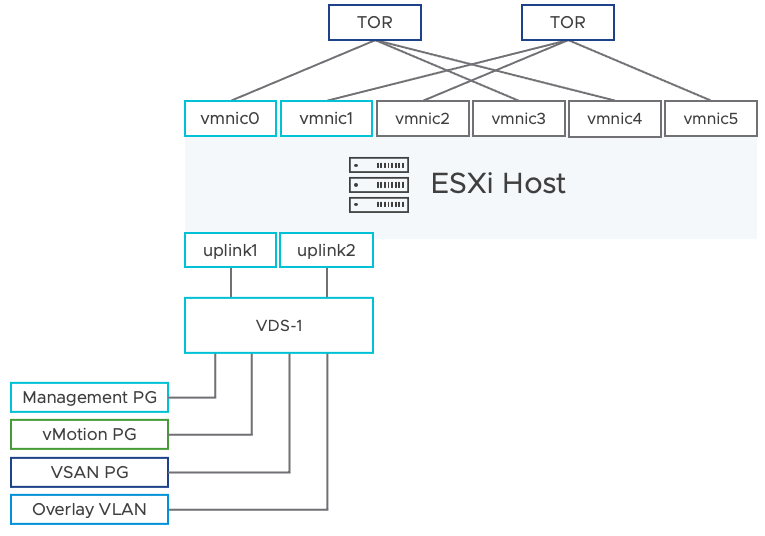 TOR
TOR
vmnic0
vmnic1
vmnic2
vmnic3
vmnic4
vmnic5
ESXi Host
uplink1
uplink2
VDS-1
Management PG
vMotion PG
VSAN PG
Overlay VLAN